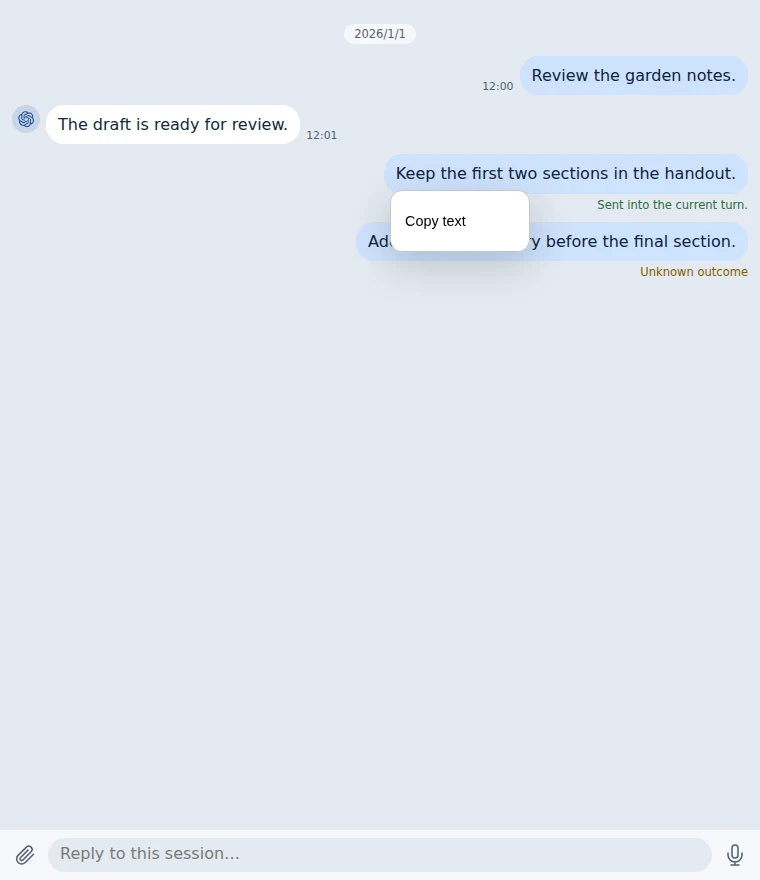 2026/1/1
Review the garden notes.
12:00
The draft is ready for review.
12:01
Keep the first two sections in the handout.
Sent into the current turn.
Copy text
before the final section.
Unknown outcome
Reply to this session...